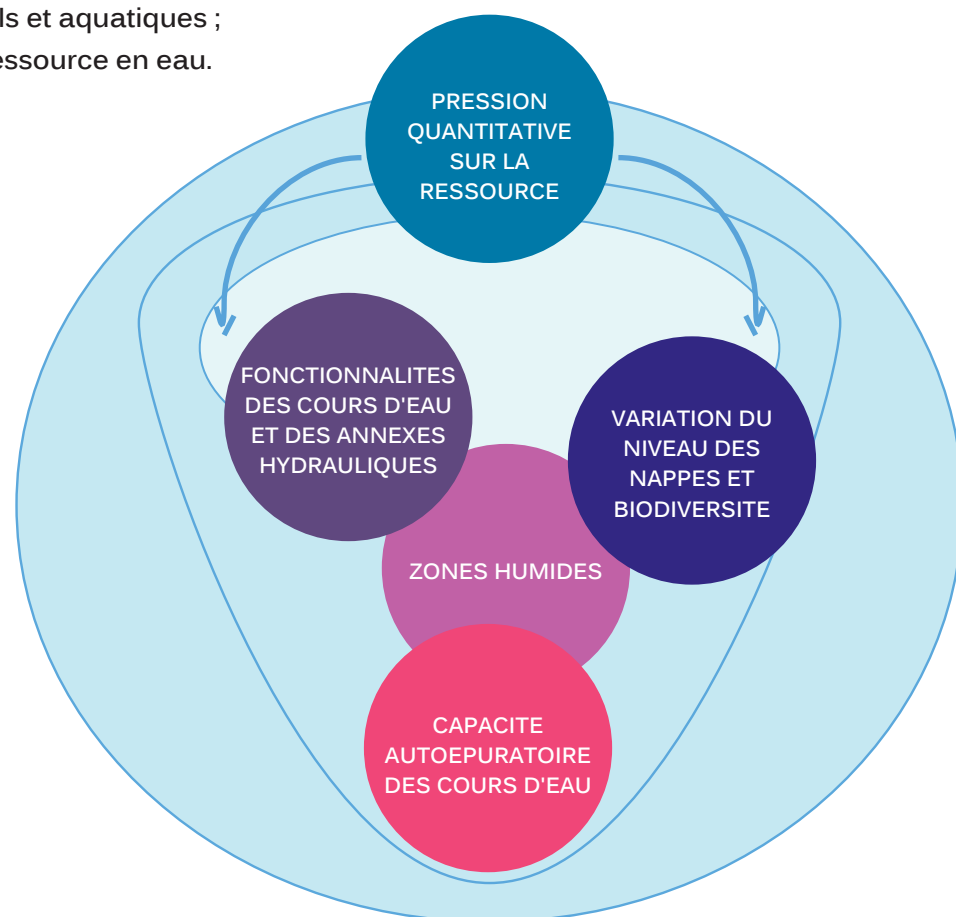 ls et aquatiques ;
essource en eau.
PRESSION
QUANTITATIVE
SUR LA
RESSOURCE
FONCTIONNALITES
DES COURS D'EAU
ET DES ANNEXES
HYDRAULIQUES
VARIATION DU
NIVEAU DES
NAPPES ET
BIODIVERSITE
ZONES HUMIDES
CAPACITE
AUTOEPURATOIRE
DES COURS D'EAU